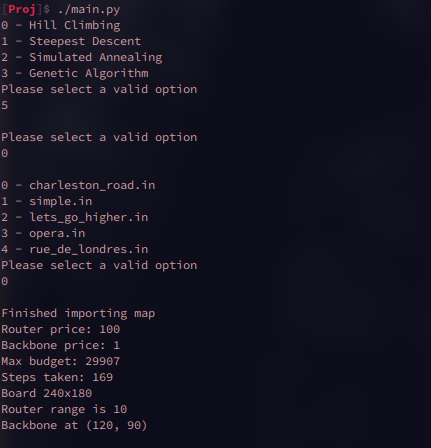 [Proj]$ ./main.py
0 - Hill Climbing
1 - Steepest Descent
2 - Simulated Annealing
3 - Genetic Algorithm
Please select a valid option
5
Please select a valid option
0
0 - charleston_road.in
1 - simple.in
2 - lets_go_higher.in
3 - opera.in
4 - rue_de_londres.in
Please select a valid option
0
Finished importing map
Router price: 100
Backbone price: 1
Max budget: 29907
Steps taken: 169
Board 240x180
Router range is 10
Backbone at (120, 90)